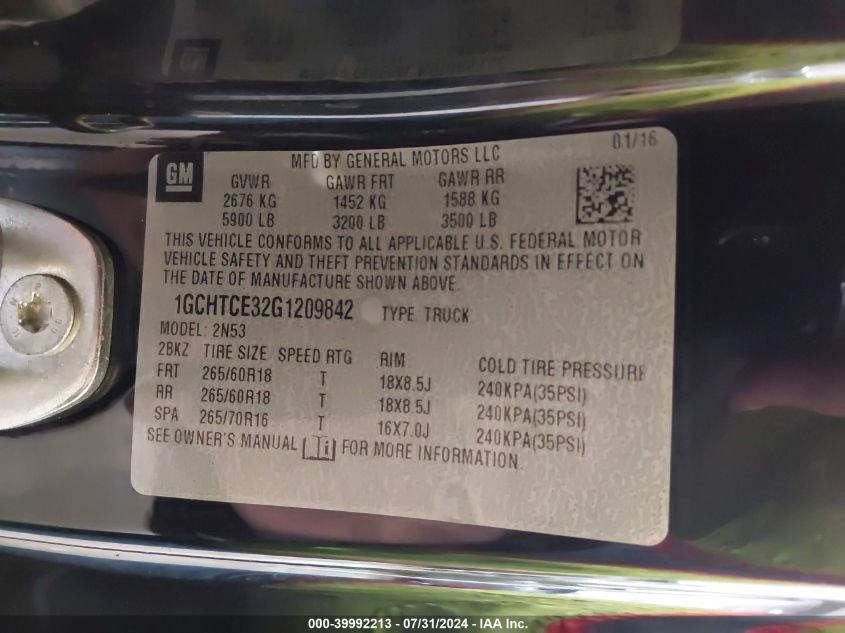 GM
MFD BY GENERAL MOTORS LLC
01/16
GVWR GAWR FRT GAWR RR
2676 KG 1452 KG 1588 KG
5900 LB 3200 LB 3500 LB
THIS VEHICLE CONFORMS TO ALL APPLICABLE U.S. FEDERAL MOTOR
VEHICLE SAFETY AND THEFT PREVENTION STANDARDS IN EFFECT ON
THE DATE OF MANUFACTURE SHOWN ABOVE.
1GCHTCE32G1209842 TYPE: TRUCK
MODEL: 2N53
2BKZ TIRE SIZE SPEED RTG RIM COLD TIRE PRESSURE
FRT 265/60R18 T 18X8.5J 240KPA(35PSI)
RR 265/60R18 T 18X8.5J 240KPA(35PSI)
SPA 265/70R16 T 16X7.0J 240KPA(35PSI)
SEE OWNER'S MANUAL FOR MORE INFORMATION.
000-39992213 - 07/31/2024 - IAA Inc.